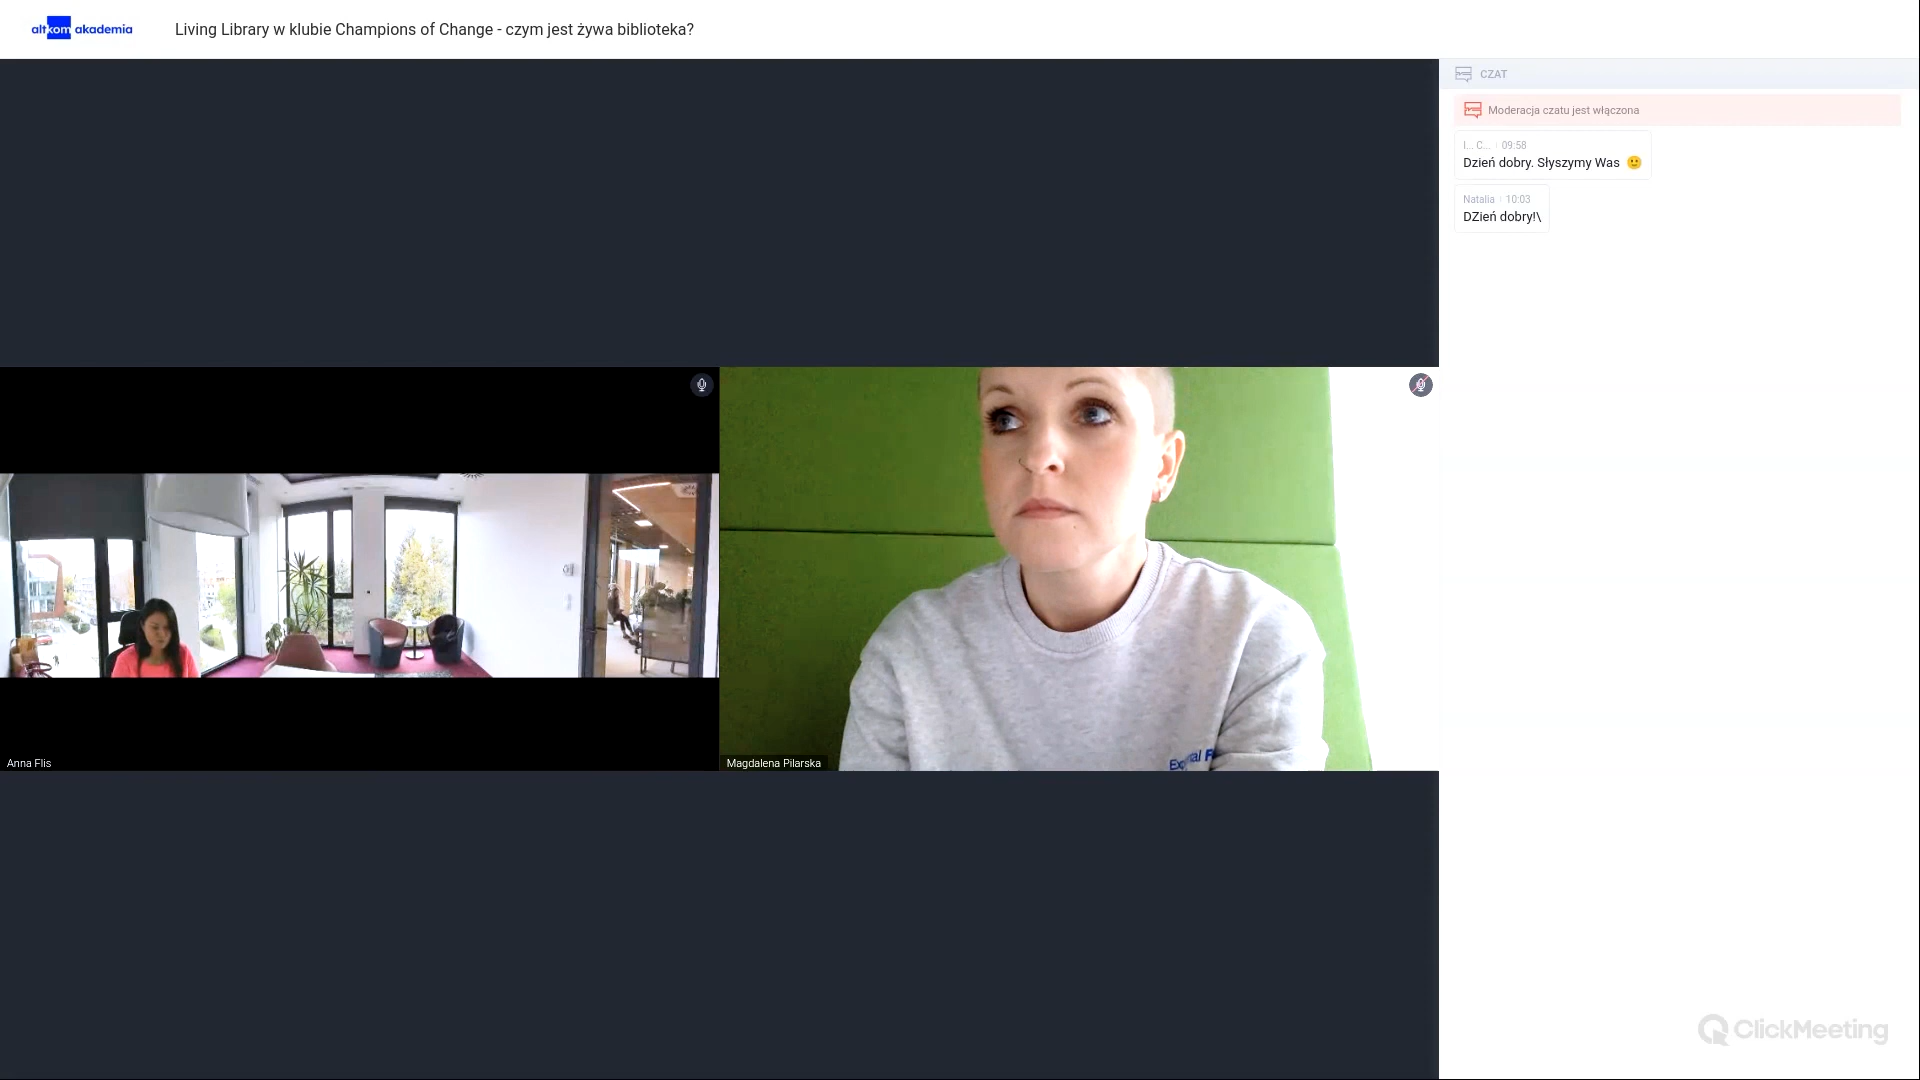 altkom akademia
Living Library w klubie Champions of Change - czym jest żywa biblioteka?
CZAT
Moderacja czatu jest włączona
I... C... 09:58
Dzień dobry. Słyszymy Was 🙂
Natalia 10:03
DZień dobry!\
Anna Flis
Magdalena Pilarska
ClickMeeting